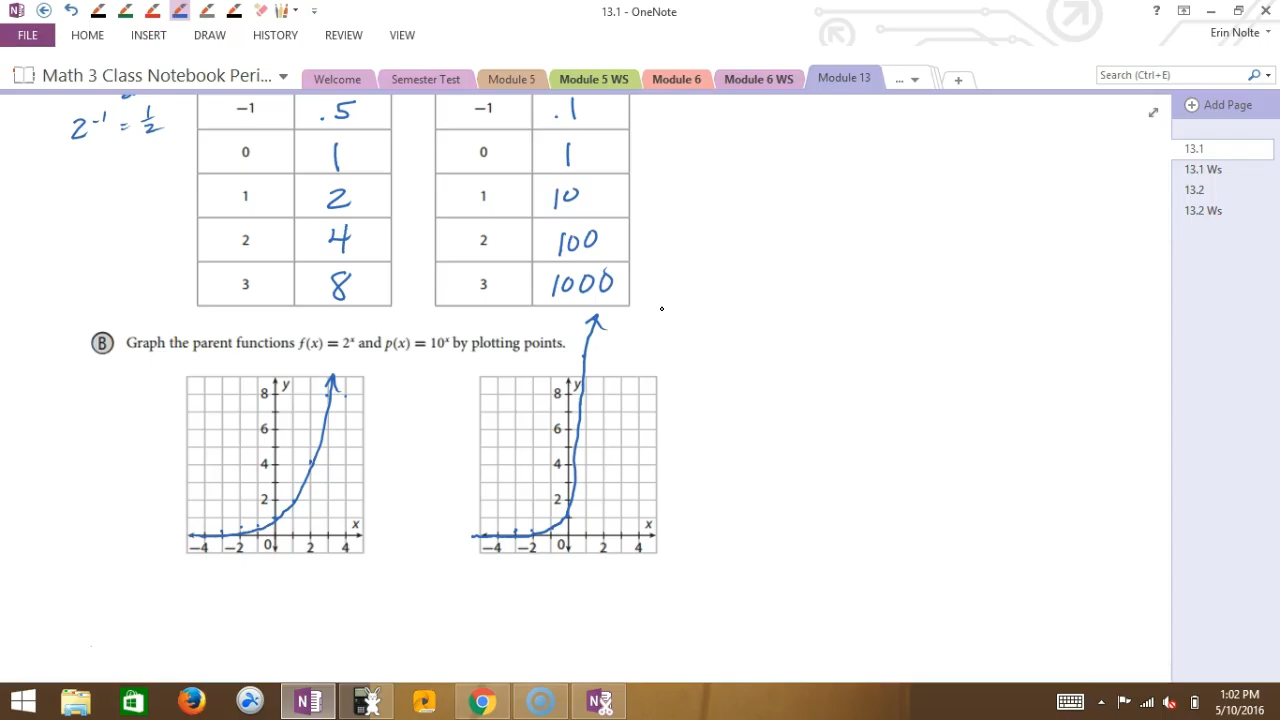 13.1 - OneNote
?
FILE HOME INSERT DRAW HISTORY REVIEW VIEW
Erin Nolte
Math 3 Class Notebook Peri...
Welcome Semester Test Module 5 Module 5 WS Module 6 Module 6 WS Module 13 ... +
Search (Ctrl+E)
Add Page
13.1
13.1 Ws
13.2
13.2 Ws
2⁻¹ = 1/2
−1 .5 −1 .1
0 1 0 1
1 2 1 10
2 4 2 100
3 8 3 1000
B Graph the parent functions f(x) = 2ˣ and p(x) = 10ˣ by plotting points.
8 y 8 y
6 6
4 4
2 2
x x
−4 −2 0 2 4 −4 −2 0 2 4
N
1:02 PM
5/10/2016